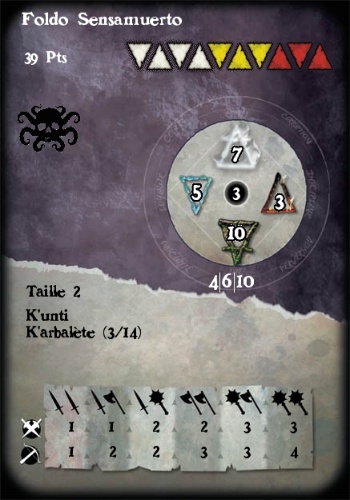 Foldo Sensamuerto
39 Pts
7
5
3
3
10
4|6|10
Taille 2
K'unti
K'arbalète (3/14)
1 1 2 2 3 3
1 2 2 3 3 4